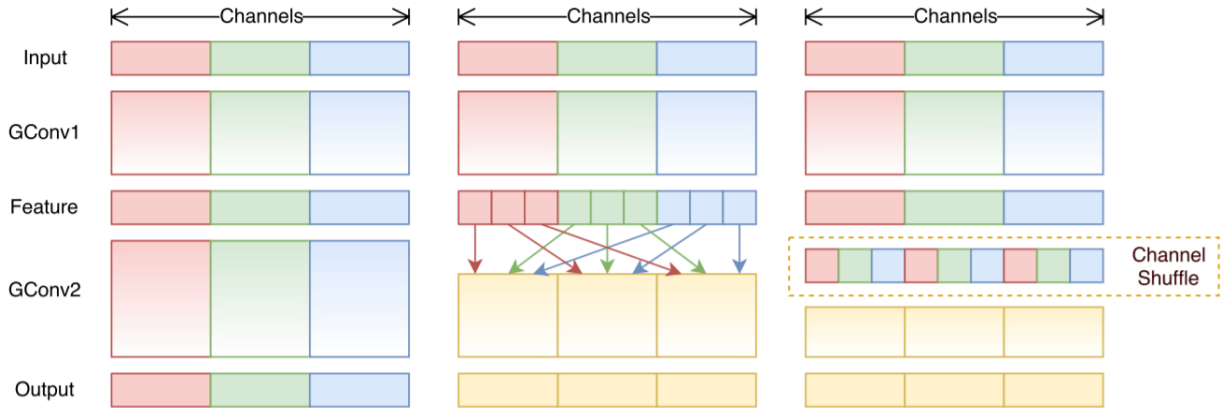 Channels
Channels
Channels
Input
GConv1
Feature
Channel
Shuffle
GConv2
Output